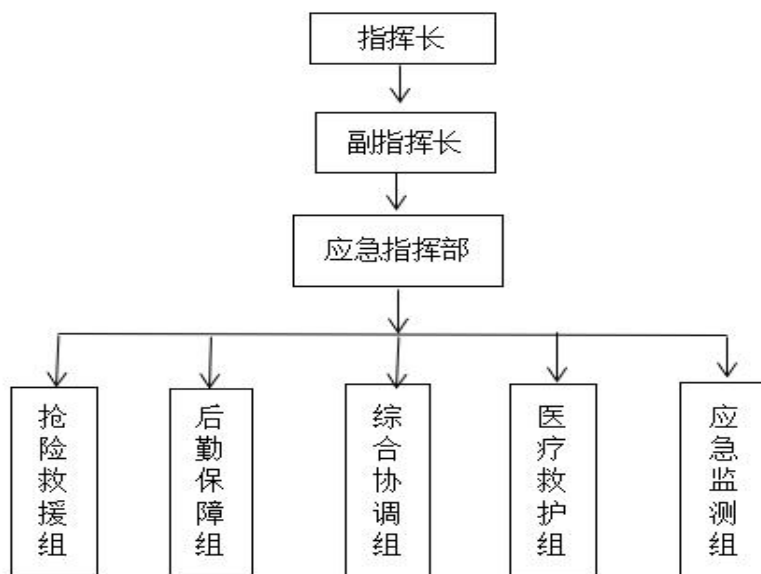 指挥长
副指挥长
应急指挥部
抢险救援组
后勤保障组
综合协调组
医疗救护组
应急监测组